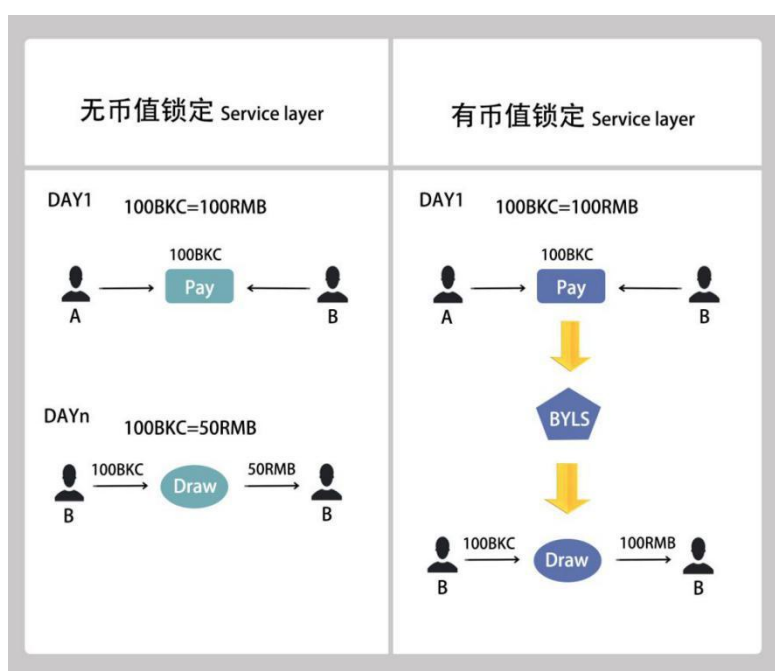 无币值锁定 Service layer
有币值锁定 Service layer
DAY1
100BKC=100RMB
100BKC
Pay
A
B
DAYn
100BKC=50RMB
100BKC
Draw
50RMB
B
B
DAY1
100BKC=100RMB
100BKC
Pay
A
B
BYLS
100BKC
Draw
100RMB
B
B